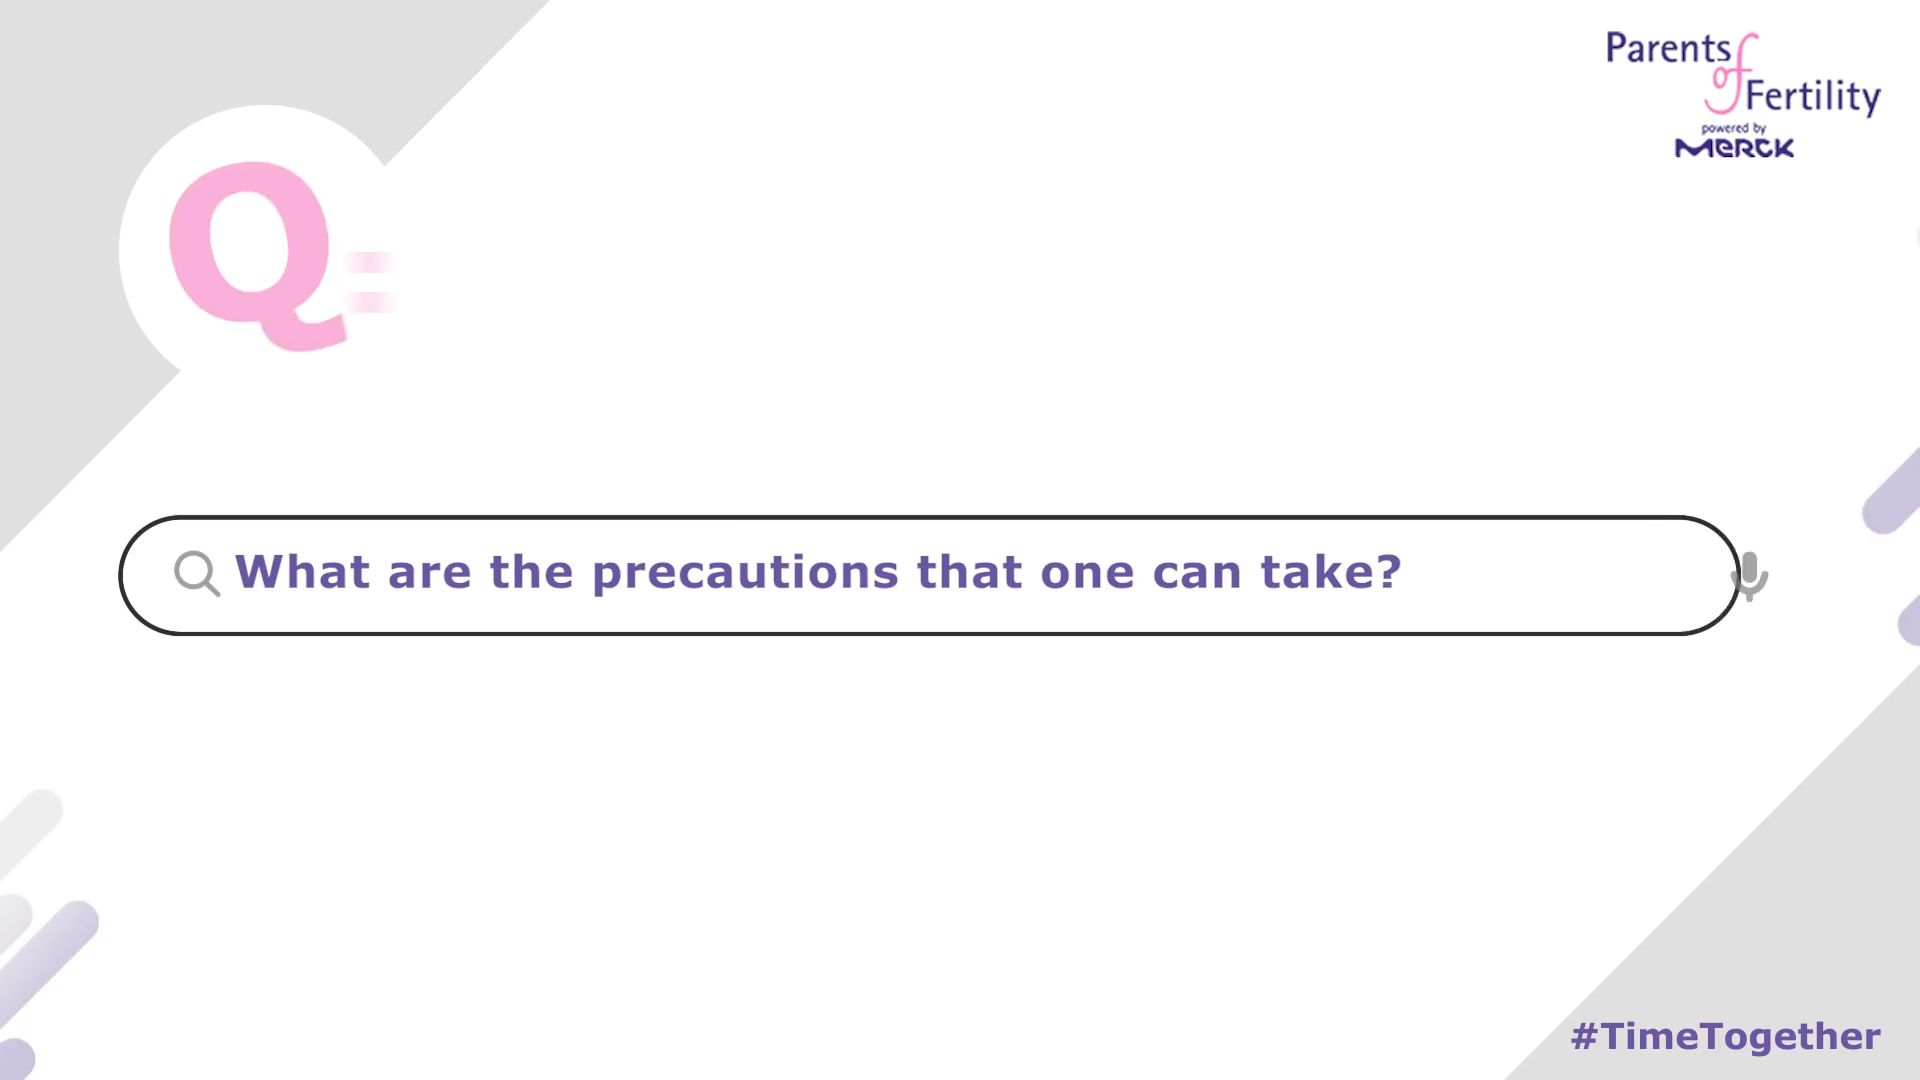 Parents
of
Fertility
powered by
MERCK
Q
What are the precautions that one can take?
#TimeTogether